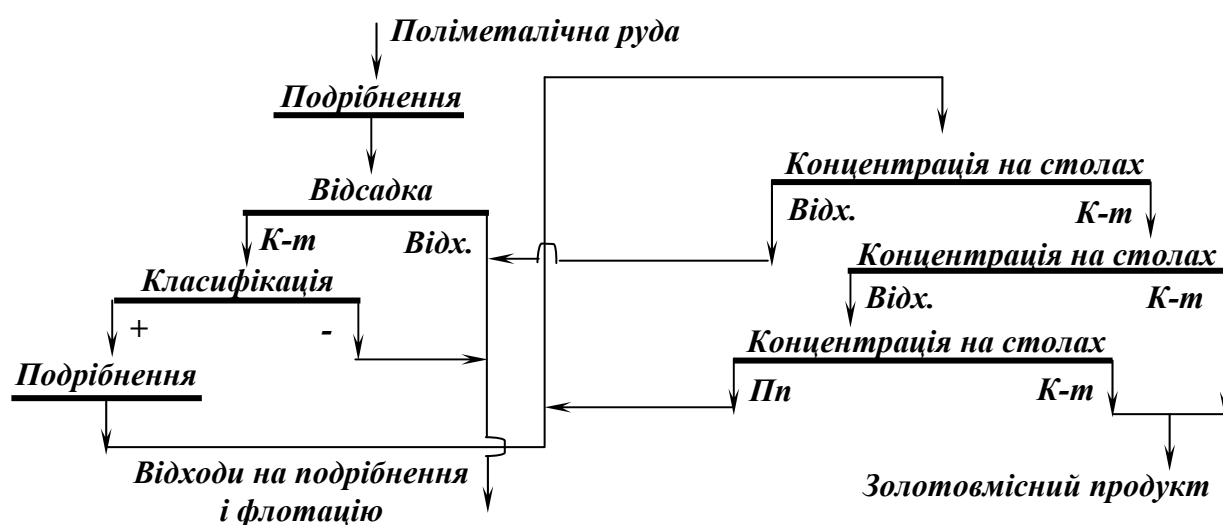 Поліметалічна руда
Подрібнення
Відсадка
К-т
Відх.
Класифікація
+
-
Подрібнення
Відходи на подрібнення
і флотацію
Концентрація на столах
Відх.
К-т
Концентрація на столах
Відх.
К-т
Концентрація на столах
Пп
К-т
Золотовмісний продукт